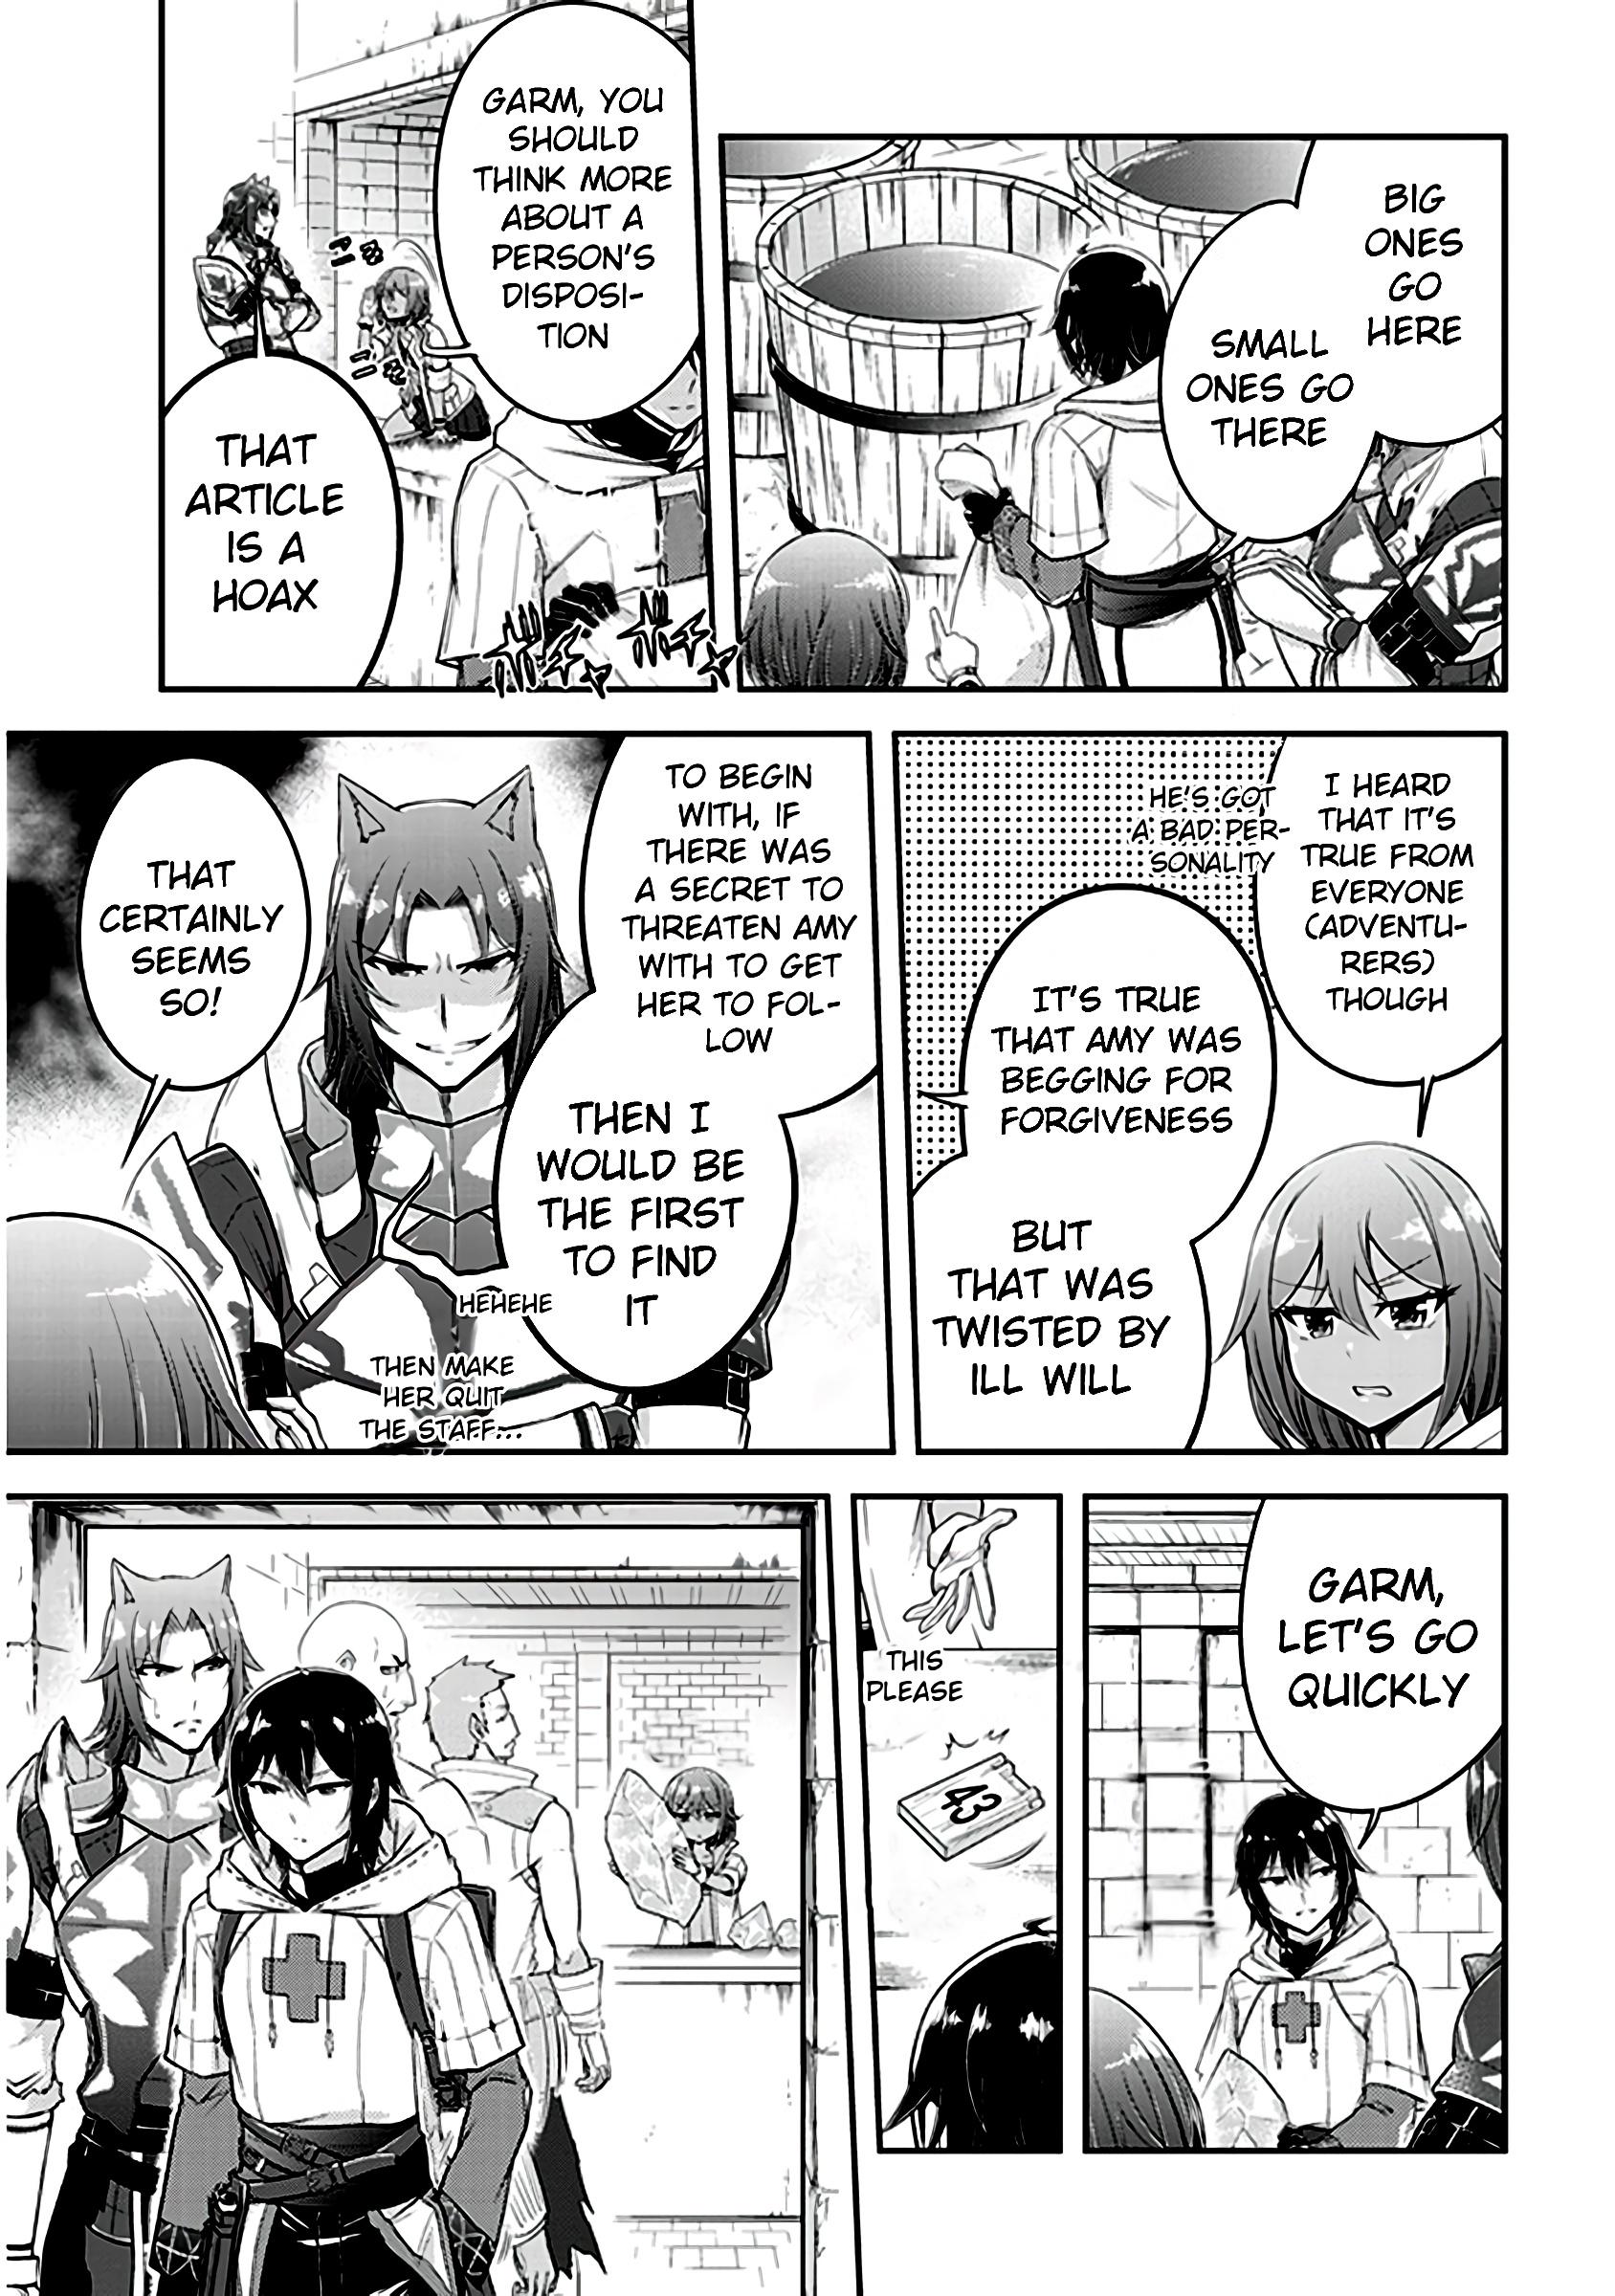 BIG
ONES
GO
HERE
SMALL
ONES GO
THERE
GARM, YOU
SHOULD
THINK MORE
ABOUT A
PERSON'S
DISPOSI-
TION
THAT
ARTICLE
IS A
HOAX
I HEARD
THAT IT'S
TRUE FROM
EVERYONE
(ADVENTU-
RERS)
THOUGH
HE'S GOT
A BAD PER-
SONALITY
IT'S TRUE
THAT AMY WAS
BEGGING FOR
FORGIVENESS
BUT
THAT WAS
TWISTED BY
ILL WILL
TO BEGIN
WITH, IF
THERE WAS
A SECRET TO
THREATEN AMY
WITH TO GET
HER TO FOL-
LOW
THEN I
WOULD BE
THE FIRST
TO FIND
IT
HEHEHE
THEN MAKE
HER QUIT
THE STAFF...
THAT
CERTAINLY
SEEMS
SO!
GARM,
LET'S GO
QUICKLY
THIS
PLEASE
43